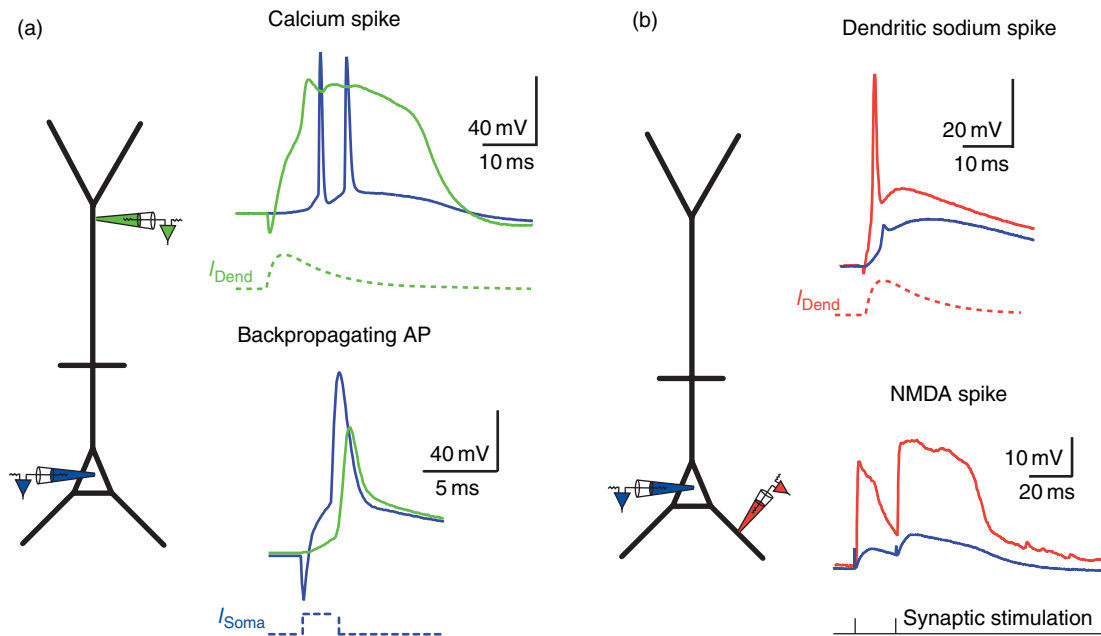 (a)
Calcium spike
40 mV
10 ms
I_Dend
Backpropagating AP
40 mV
5 ms
I_Soma
(b)
Dendritic sodium spike
20 mV
10 ms
I_Dend
NMDA spike
10 mV
20 ms
Synaptic stimulation